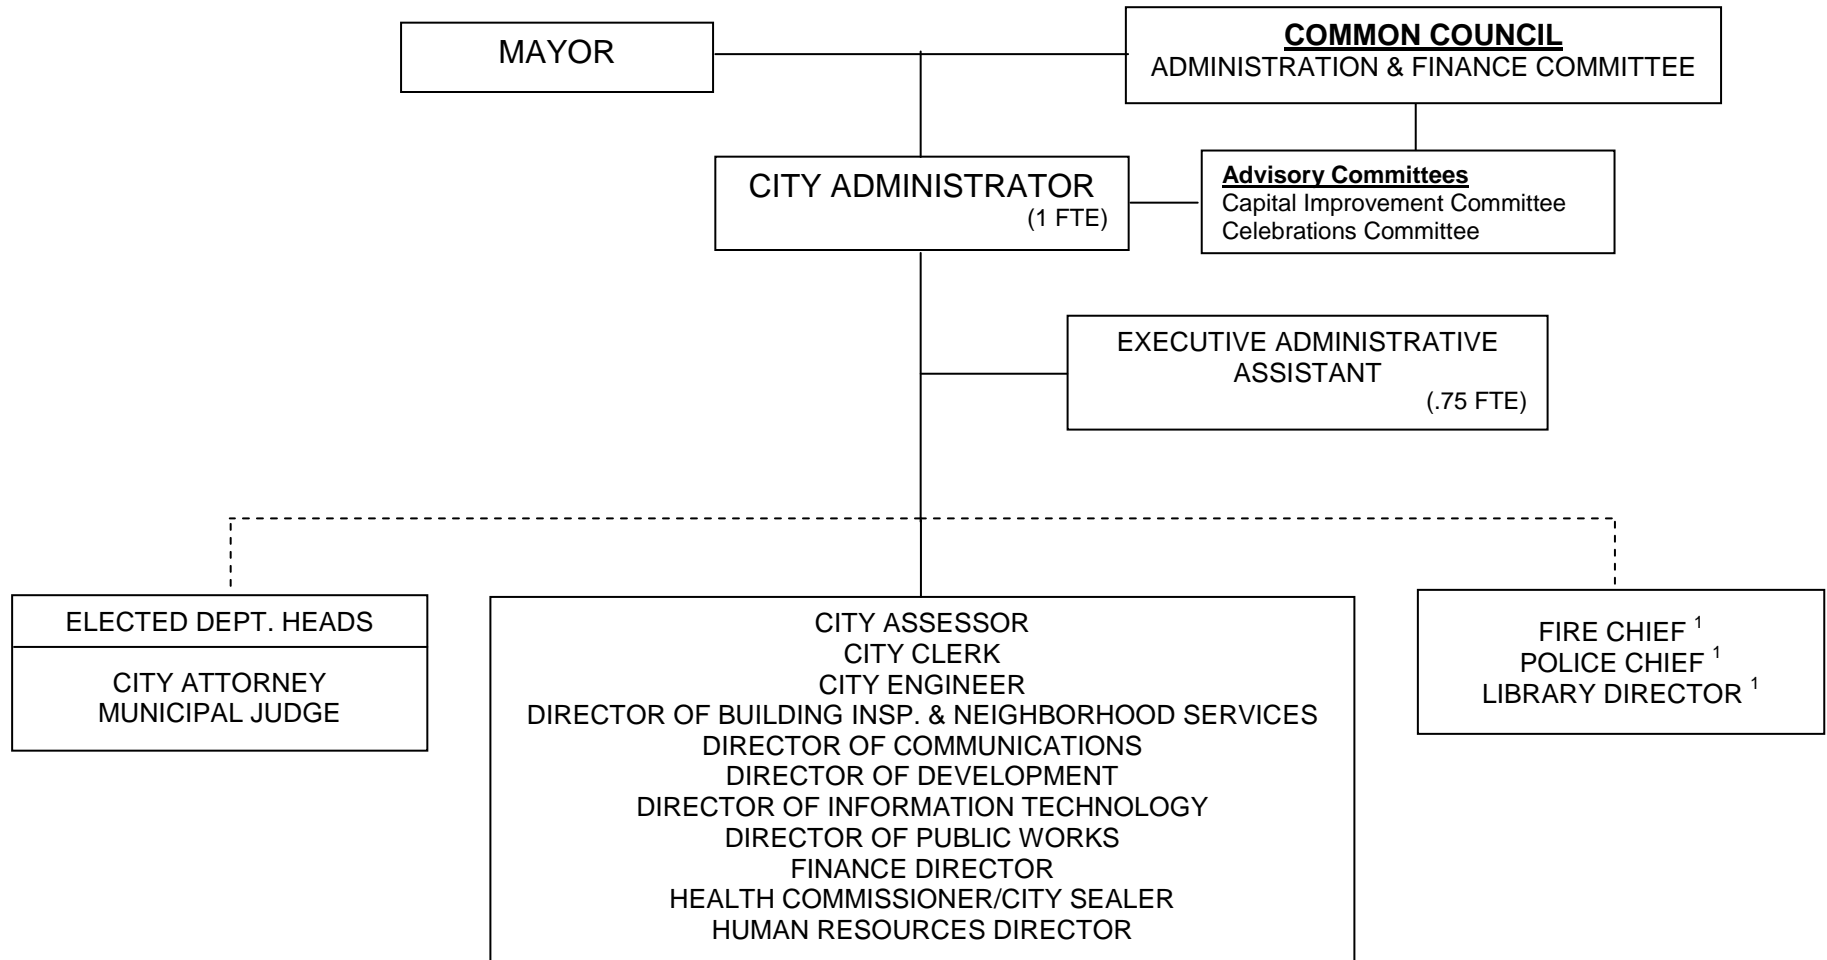 MAYOR
COMMON COUNCIL
ADMINISTRATION & FINANCE COMMITTEE
CITY ADMINISTRATOR
(1 FTE)
Advisory Committees
Capital Improvement Committee
Celebrations Committee
EXECUTIVE ADMINISTRATIVE
ASSISTANT
(.75 FTE)
ELECTED DEPT. HEADS
CITY ATTORNEY
MUNICIPAL JUDGE
CITY ASSESSOR
CITY CLERK
CITY ENGINEER
DIRECTOR OF BUILDING INSP. & NEIGHBORHOOD SERVICES
DIRECTOR OF COMMUNICATIONS
DIRECTOR OF DEVELOPMENT
DIRECTOR OF INFORMATION TECHNOLOGY
DIRECTOR OF PUBLIC WORKS
FINANCE DIRECTOR
HEALTH COMMISSIONER/CITY SEALER
HUMAN RESOURCES DIRECTOR
FIRE CHIEF ¹
POLICE CHIEF ¹
LIBRARY DIRECTOR ¹